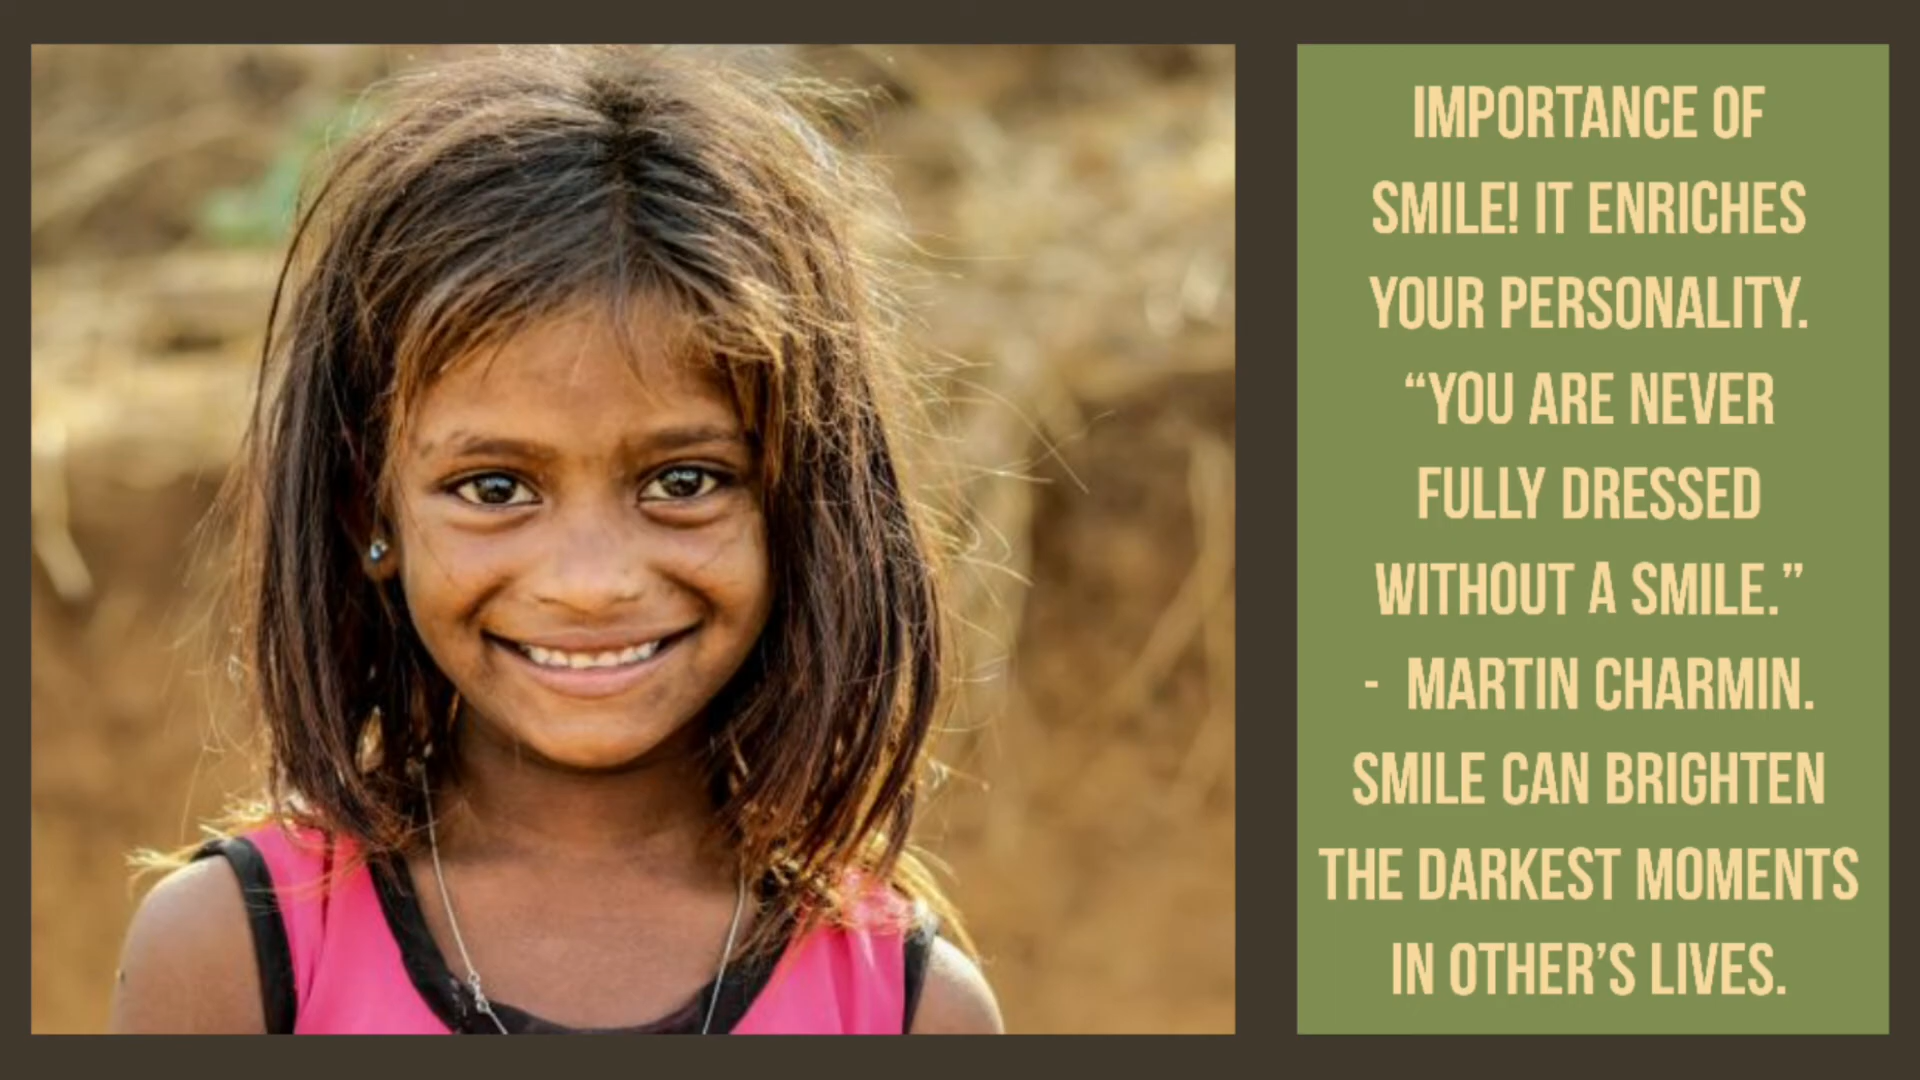 IMPORTANCE OF
SMILE! IT ENRICHES
YOUR PERSONALITY.
“YOU ARE NEVER
FULLY DRESSED
WITHOUT A SMILE.”
- MARTIN CHARMIN.
SMILE CAN BRIGHTEN
THE DARKEST MOMENTS
IN OTHER’S LIVES.